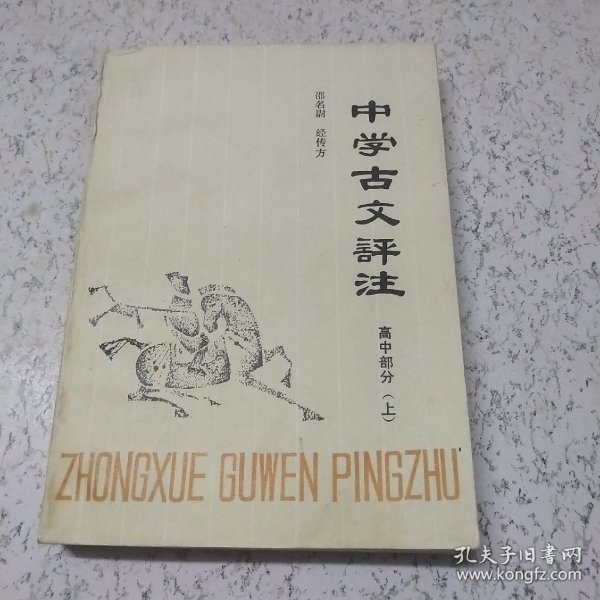 中学古文評注
高中部分（上）
邵名尉 经传方
ZHONGXUE GUWEN PINGZHU
孔夫子旧書网
www.kongfz.com